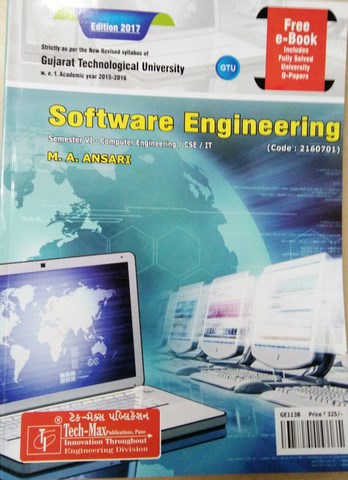 Edition 2017
Strictly as per the New Revised syllabus of
Gujarat Technological University
w. e. f. Academic year 2015-2016
GTU
Free
e-Book
Includes
Fully Solved
University
Q-Papers
Software Engineering
(Code : 2160701)
Semester VI - Computer Engineering / CSE / IT
M. A. ANSARI
® ટેક-મેક્સ પબ્લિકેશન
Tech-Max Publications, Pune
Innovation Throughout
Engineering Division
TP
GE113B Price ₹ 325/-